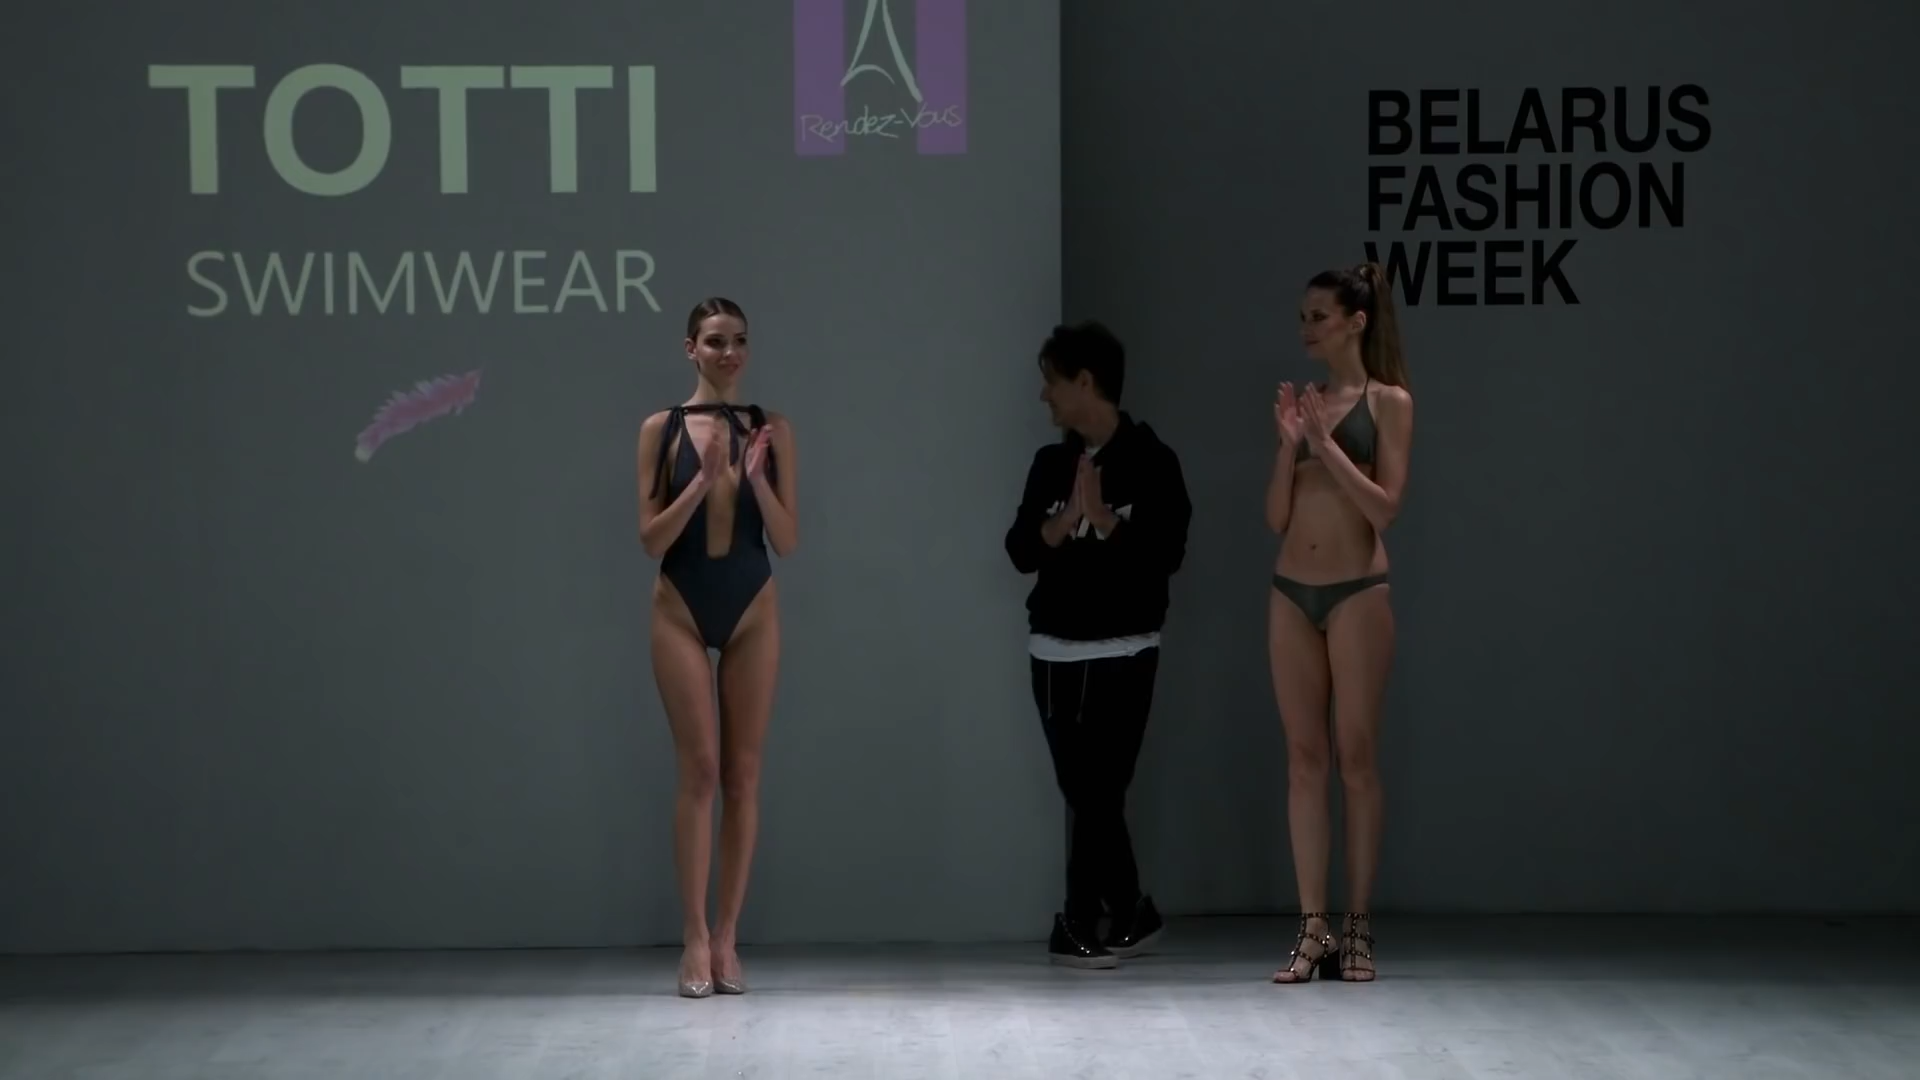 TOTTI
SWIMWEAR
Rendez-Vous
BELARUS
FASHION
WEEK